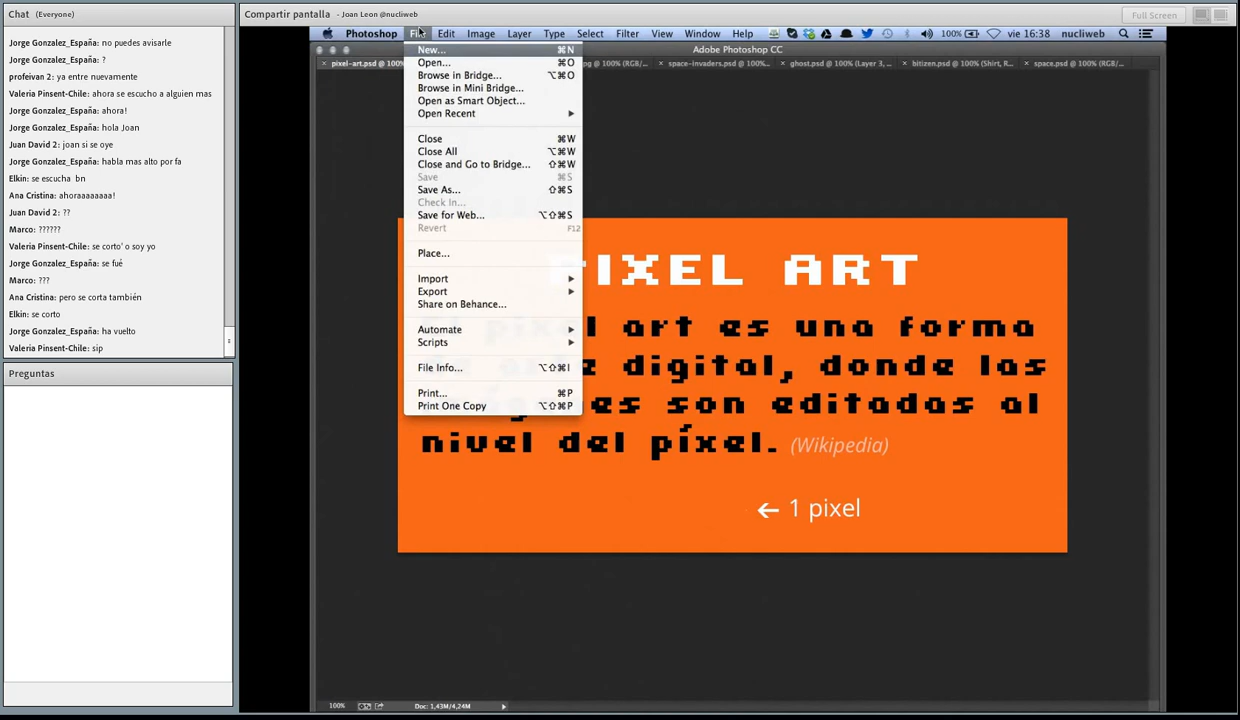 Chat (Everyone)
Jorge Gonzalez_España: no puedes avisarle
Jorge Gonzalez_España: ?
profeivan 2: ya entre nuevamente
Valeria Pinsent-Chile: ahora se escucho a alguien mas
Jorge Gonzalez_España: ahora!
Jorge Gonzalez_España: hola Joan
Juan David 2: joan si se oye
Jorge Gonzalez_España: habla mas alto por fa
Elkin: se escucha bn
Ana Cristina: ahoraaaaaaaa!
Juan David 2: ??
Marco: ??????
Valeria Pinsent-Chile: se corto' o soy yo
Jorge Gonzalez_España: se fué
Marco: ???
Ana Cristina: pero se corta también
Elkin: se corto
Jorge Gonzalez_España: ha vuelto
Valeria Pinsent-Chile: sip
Preguntas
Compartir pantalla - Joan Leon @nucliweb
Full Screen
Photoshop File Edit Image Layer Type Select Filter View Window Help 100% vie 16:38 nucliweb
Adobe Photoshop CC
pixel-art.psd @ 100% pg @ 100% (RGB/... space-invaders.psd @ 100%... ghost.psd @ 100% (Layer 3, ... bitizen.psd @ 100% (Shirt, R... space.psd @ 100% (RGB/...
New... ⌘N
Open... ⌘O
Browse in Bridge... ⌥⌘O
Browse in Mini Bridge...
Open as Smart Object...
Open Recent
Close ⌘W
Close All ⌥⌘W
Close and Go to Bridge... ⇧⌘W
Save ⌘S
Save As... ⇧⌘S
Check In...
Save for Web... ⌥⇧⌘S
Revert F12
Place...
Import
Export
Share on Behance...
Automate
Scripts
File Info... ⌥⇧⌘I
Print... ⌘P
Print One Copy ⌥⇧⌘P
PIXEL ART
El pixel art es una forma
de arte digital, donde las
son editadas al
nivel del píxel. (Wikipedia)
← 1 pixel
100% Doc: 1,43M/4,24M